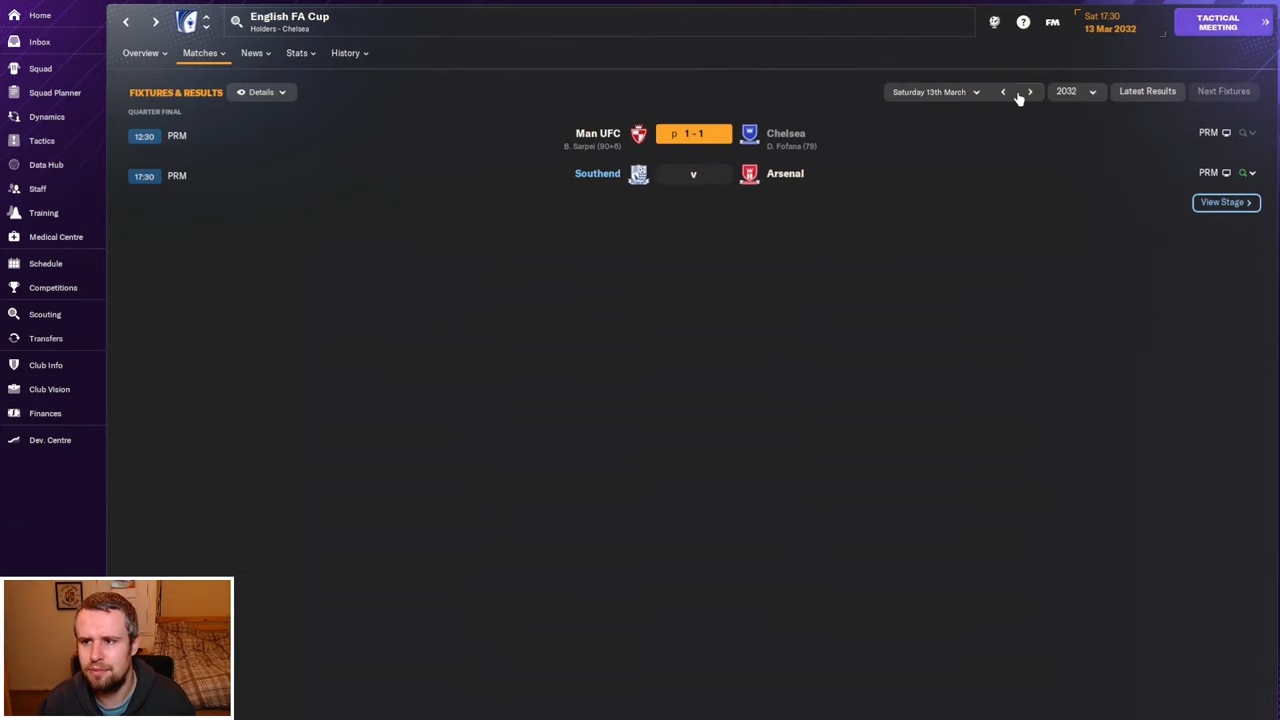 Home
Inbox
Squad
Squad Planner
Dynamics
Tactics
Data Hub
Staff
Training
Medical Centre
Schedule
Competitions
Scouting
Transfers
Club Info
Club Vision
Finances
Dev. Centre
English FA Cup
Holders - Chelsea
FM
Sat 17:30
13 Mar 2032
TACTICAL
MEETING
Overview Matches News Stats History
FIXTURES & RESULTS Details Saturday 13th March 2032 Latest Results Next Fixtures
QUARTER FINAL
12:30 PRM Man UFC p 1 - 1 Chelsea PRM
B. Sarpei (90+6) D. Fofana (79)
17:30 PRM Southend v Arsenal PRM
View Stage